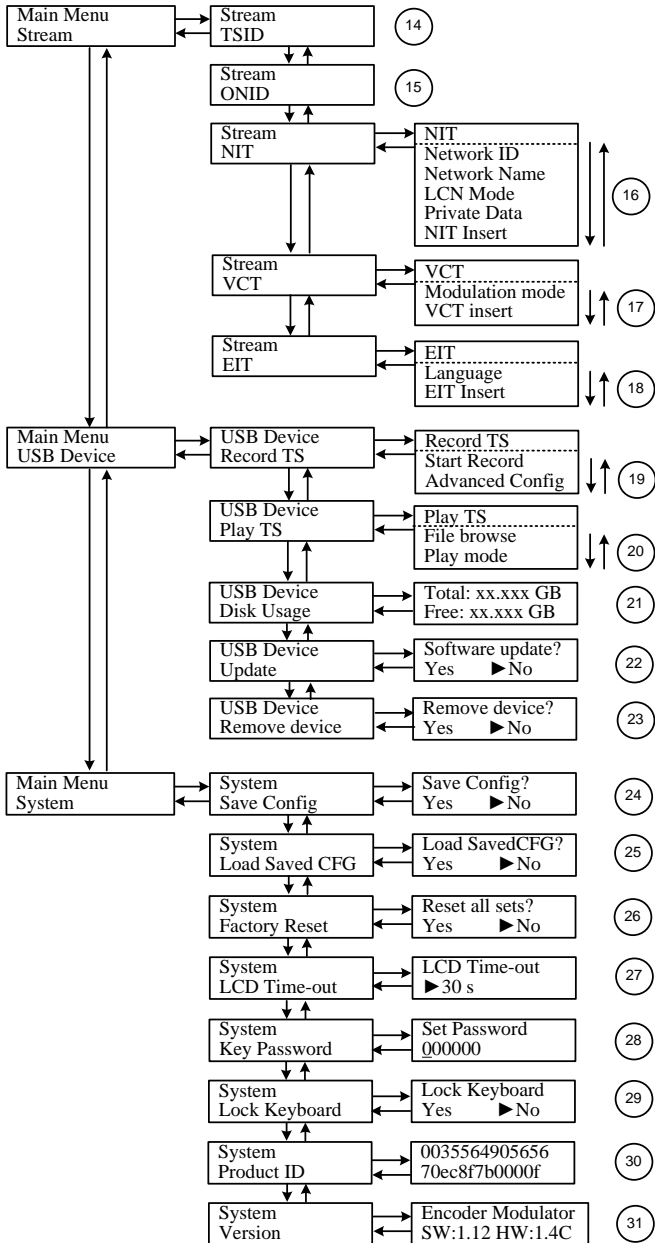 Main Menu
Stream
Stream
TSID
14
Stream
ONID
15
Stream
NIT
NIT
Network ID
Network Name
LCN Mode
Private Data
NIT Insert
16
Stream
VCT
VCT
Modulation mode
VCT insert
17
Stream
EIT
EIT
Language
EIT Insert
18
Main Menu
USB Device
USB Device
Record TS
Record TS
Start Record
Advanced Config
19
USB Device
Play TS
Play TS
File browse
Play mode
20
USB Device
Disk Usage
Total: xx.xxx GB
Free: xx.xxx GB
21
USB Device
Update
Software update?
Yes ►No
22
USB Device
Remove device
Remove device?
Yes ►No
23
Main Menu
System
System
Save Config
Save Config?
Yes ►No
24
System
Load Saved CFG
Load SavedCFG?
Yes ►No
25
System
Factory Reset
Reset all sets?
Yes ►No
26
System
LCD Time-out
LCD Time-out
►30 s
27
System
Key Password
Set Password
000000
28
System
Lock Keyboard
Lock Keyboard
Yes ►No
29
System
Product ID
0035564905656
70ec8f7b0000f
30
System
Version
Encoder Modulator
SW:1.12 HW:1.4C
31